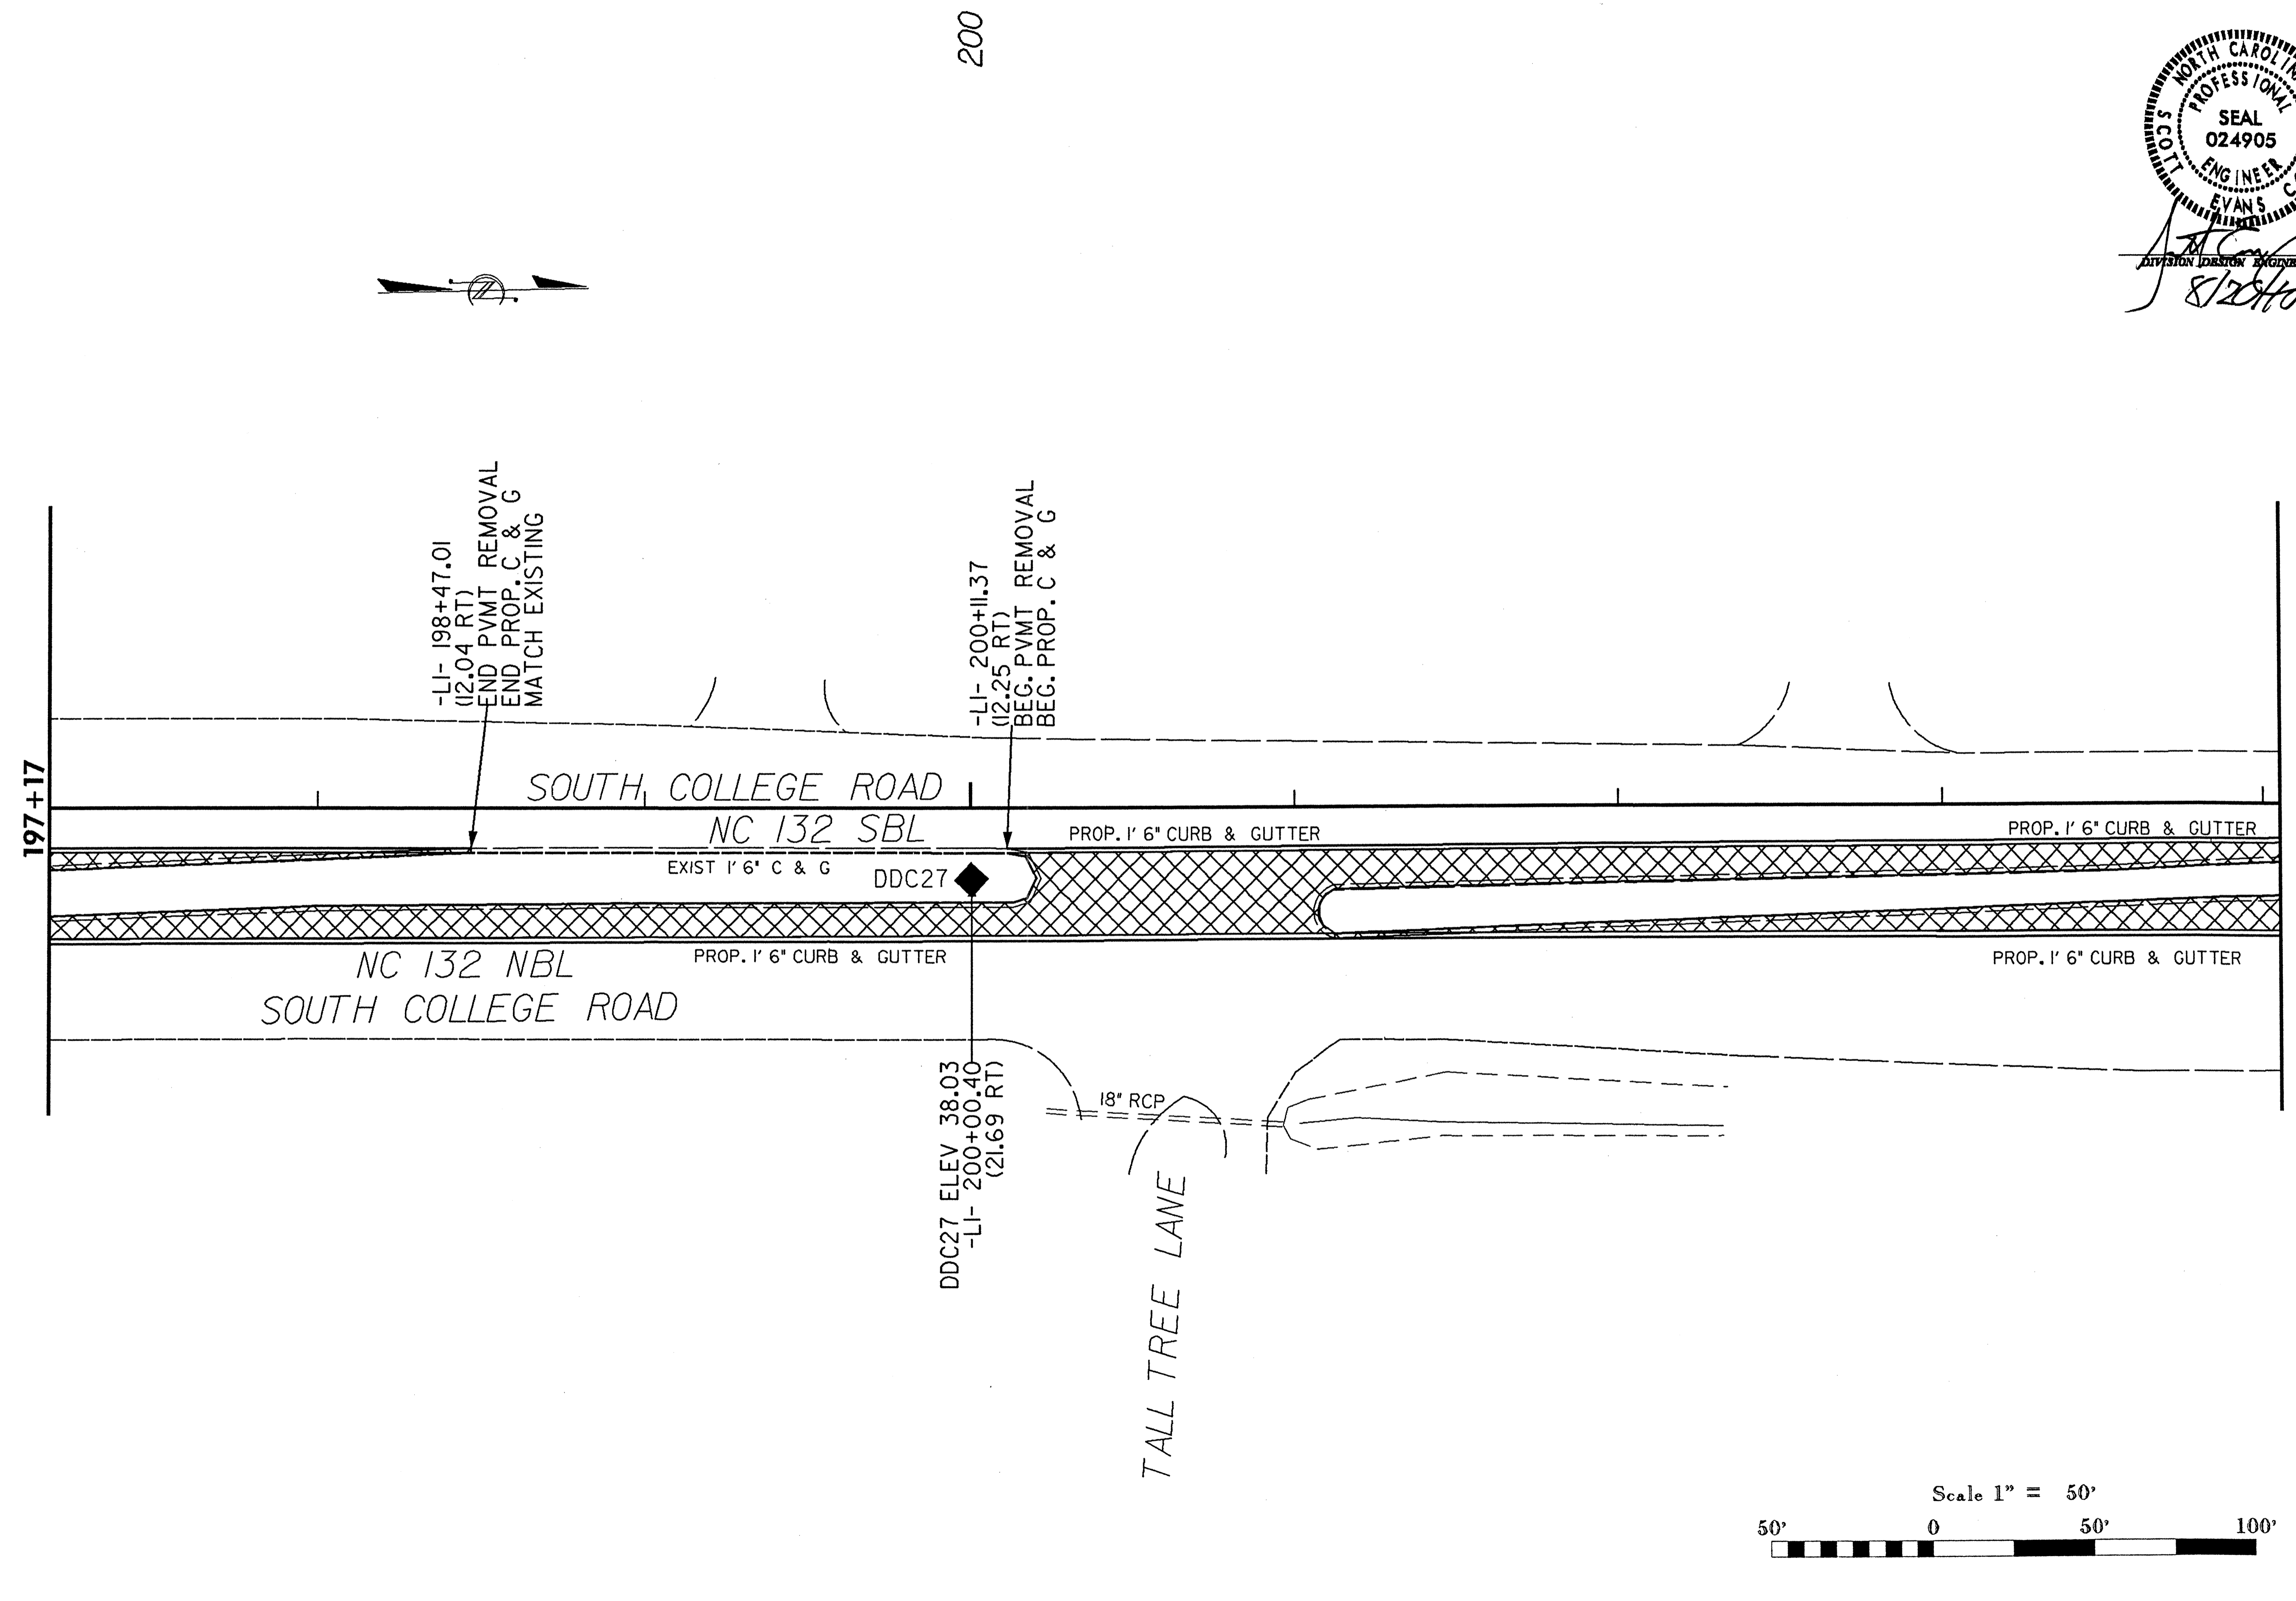 200
NORTH CAROLIN
PROFESSIONAL
SEAL
024905
ENGINEER
SCOTT
EVANS
DIVISION DESIGN ENGINE
-L1- 198+47.01
(12.04 RT)
END PVMT REMOVAL
END PROP. C & G
MATCH EXISTING
-L1- 200+11.37
(12.25 RT)
BEG. PVMT REMOVAL
BEG. PROP. C & G
197+17
SOUTH COLLEGE ROAD
NC 132 SBL
PROP. 1' 6" CURB & GUTTER
PROP. 1' 6" CURB & GUTTER
EXIST 1' 6" C & G
DDC27
NC 132 NBL
PROP. 1' 6" CURB & GUTTER
PROP. 1' 6" CURB & GUTTER
SOUTH COLLEGE ROAD
DDC27 ELEV 38.03
-L1- 200+00.40
(21.69 RT)
18" RCP
TALL TREE LANE
Scale 1" = 50'
50' 0 50' 100'